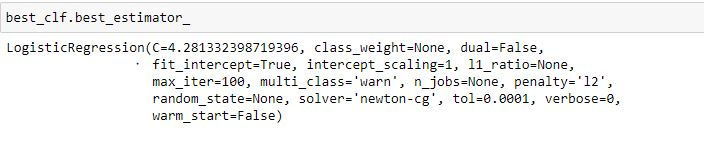 best_clf.best_estimator_
LogisticRegression(C=4.281332398719396, class_weight=None, dual=False,
fit_intercept=True, intercept_scaling=1, l1_ratio=None,
max_iter=100, multi_class='warn', n_jobs=None, penalty='l2',
random_state=None, solver='newton-cg', tol=0.0001, verbose=0,
warm_start=False)